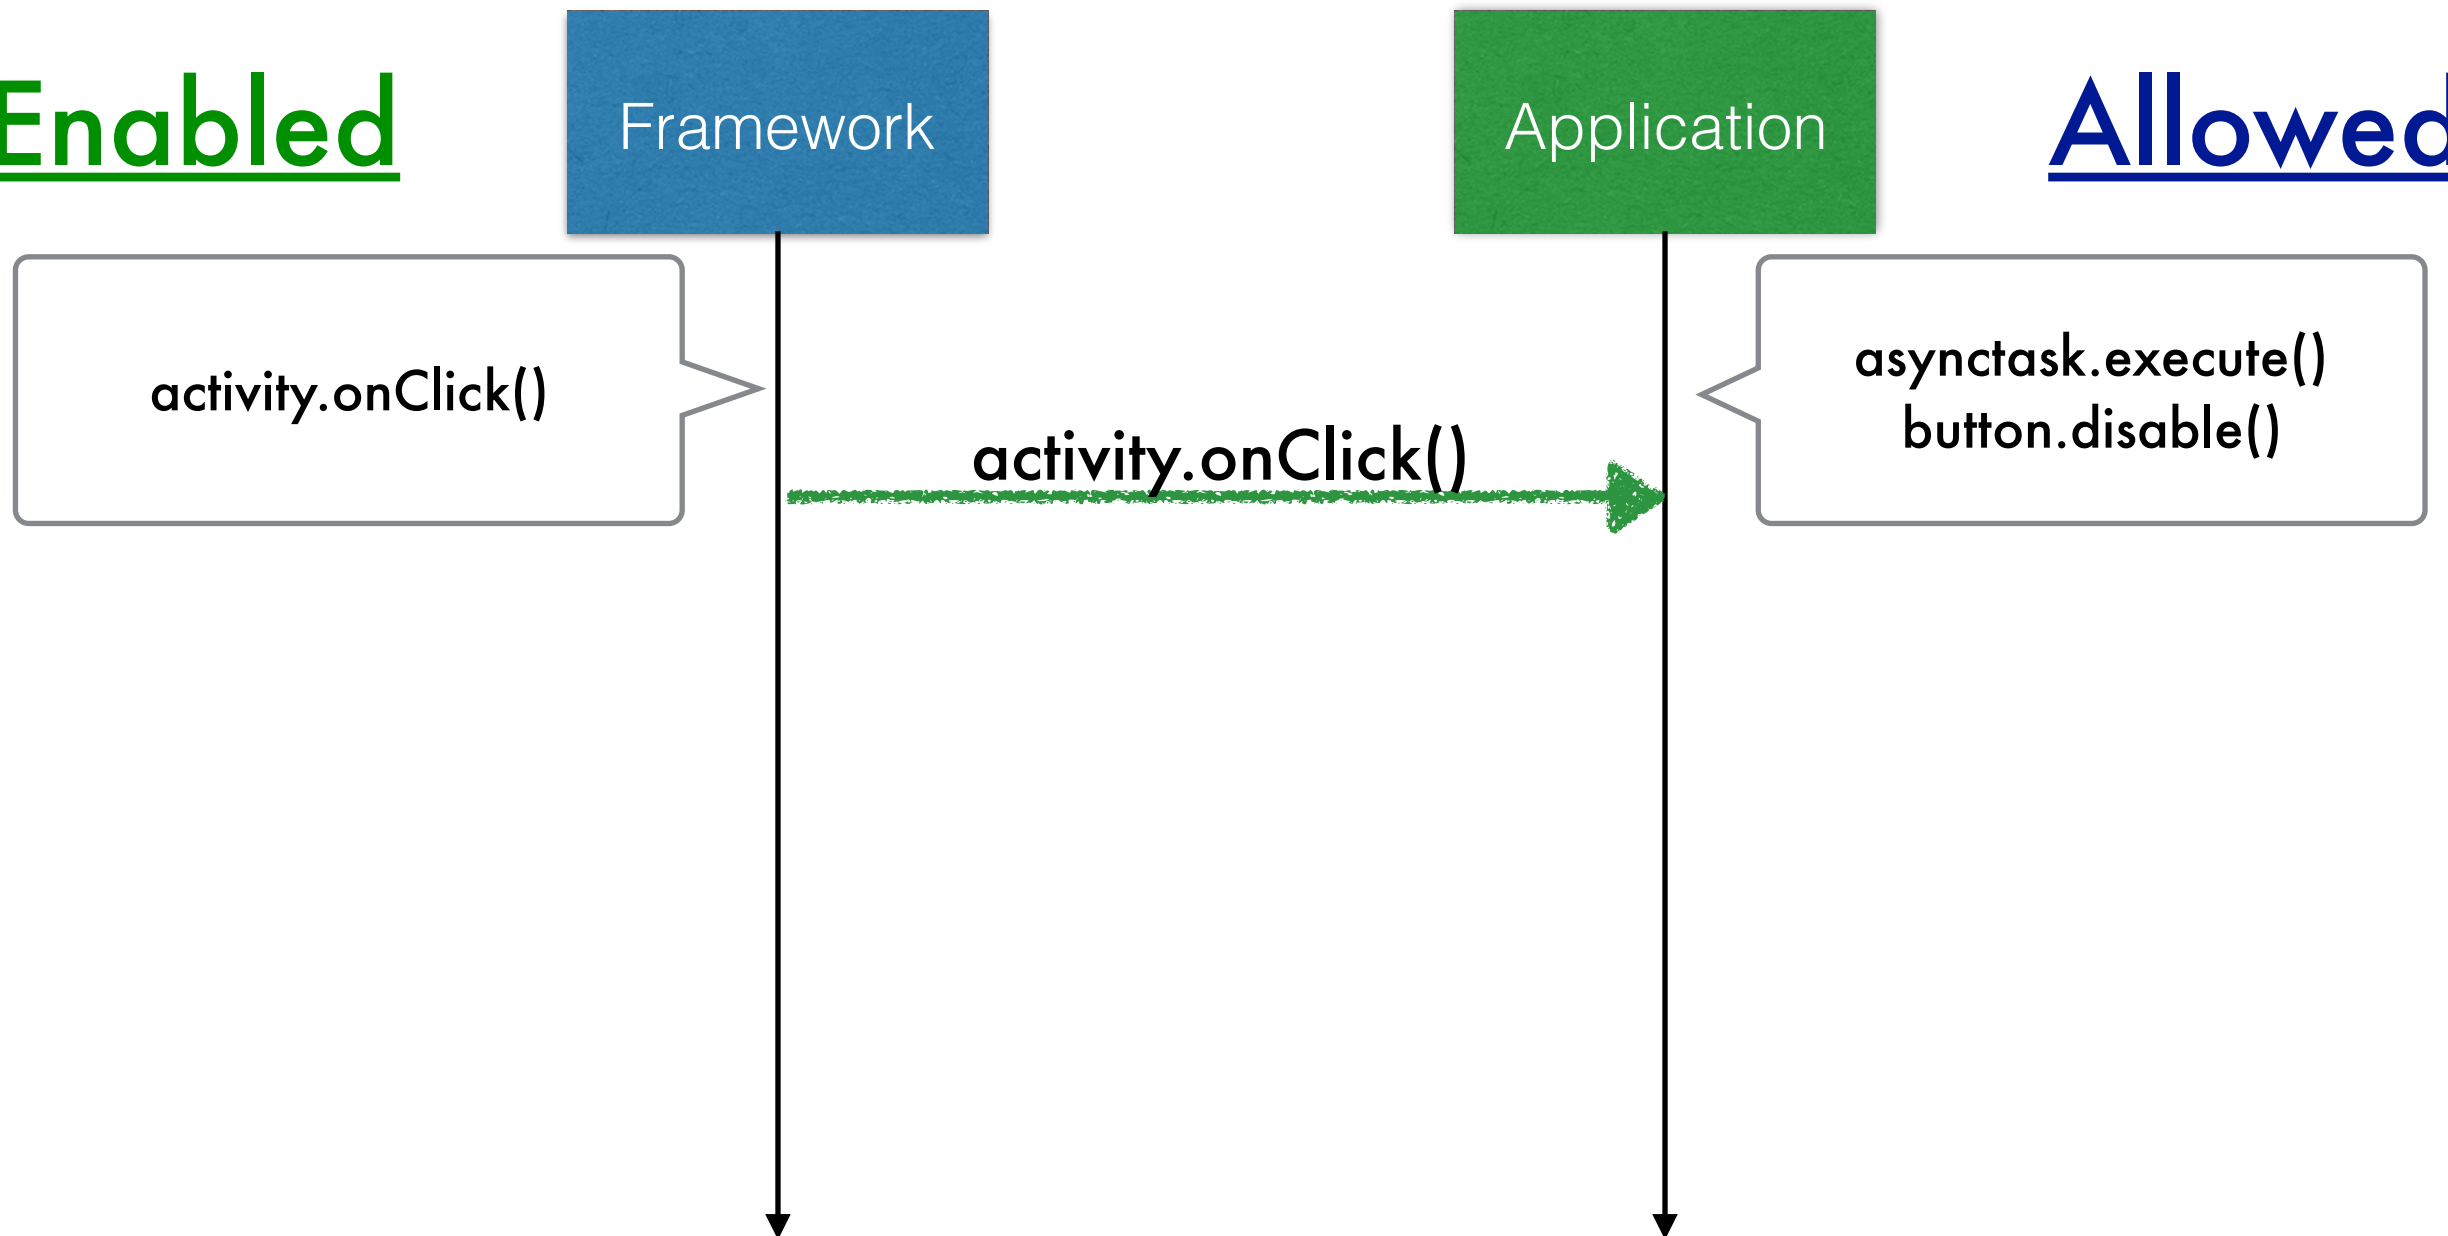 Enabled
Framework
Application
Allowed
activity.onClick()
asynctask.execute()
button.disable()
activity.onClick()